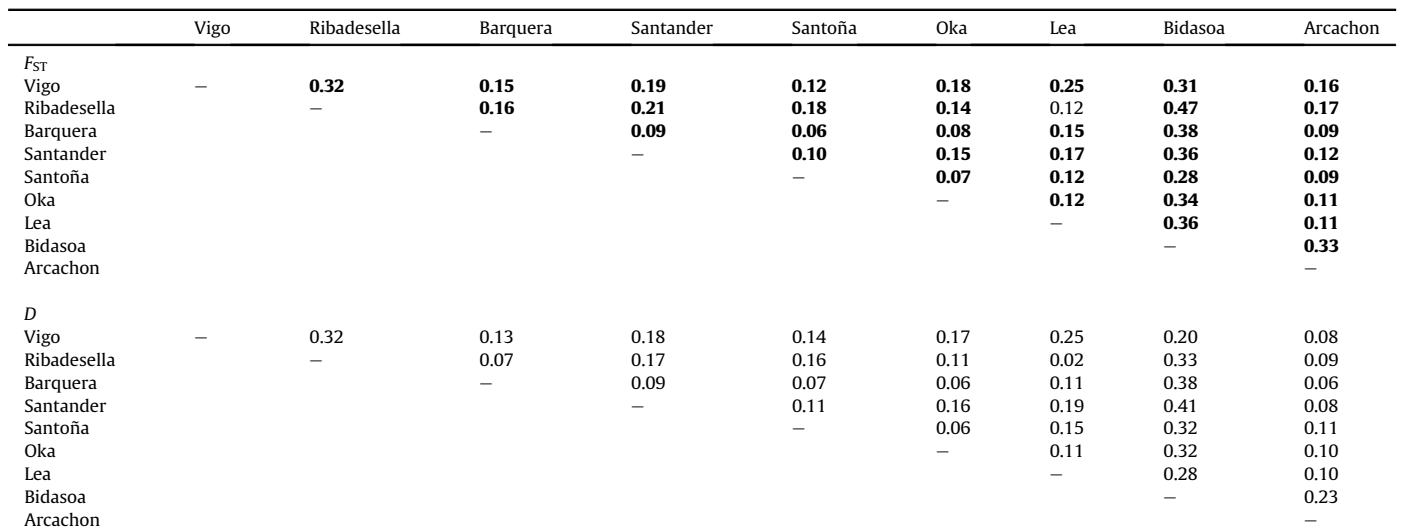 Vigo Ribadesella Barquera Santander Santoña Oka Lea Bidasoa Arcachon
FST
Vigo – 0.32 0.15 0.19 0.12 0.18 0.25 0.31 0.16
Ribadesella – 0.16 0.21 0.18 0.14 0.12 0.47 0.17
Barquera – 0.09 0.06 0.08 0.15 0.38 0.09
Santander – 0.10 0.15 0.17 0.36 0.12
Santoña – 0.07 0.12 0.28 0.09
Oka – 0.12 0.34 0.11
Lea – 0.36 0.11
Bidasoa – 0.33
Arcachon –
D
Vigo – 0.32 0.13 0.18 0.14 0.17 0.25 0.20 0.08
Ribadesella – 0.07 0.17 0.16 0.11 0.02 0.33 0.09
Barquera – 0.09 0.07 0.06 0.11 0.38 0.06
Santander – 0.11 0.16 0.19 0.41 0.08
Santoña – 0.06 0.15 0.32 0.11
Oka – 0.11 0.32 0.10
Lea – 0.28 0.10
Bidasoa – 0.23
Arcachon –